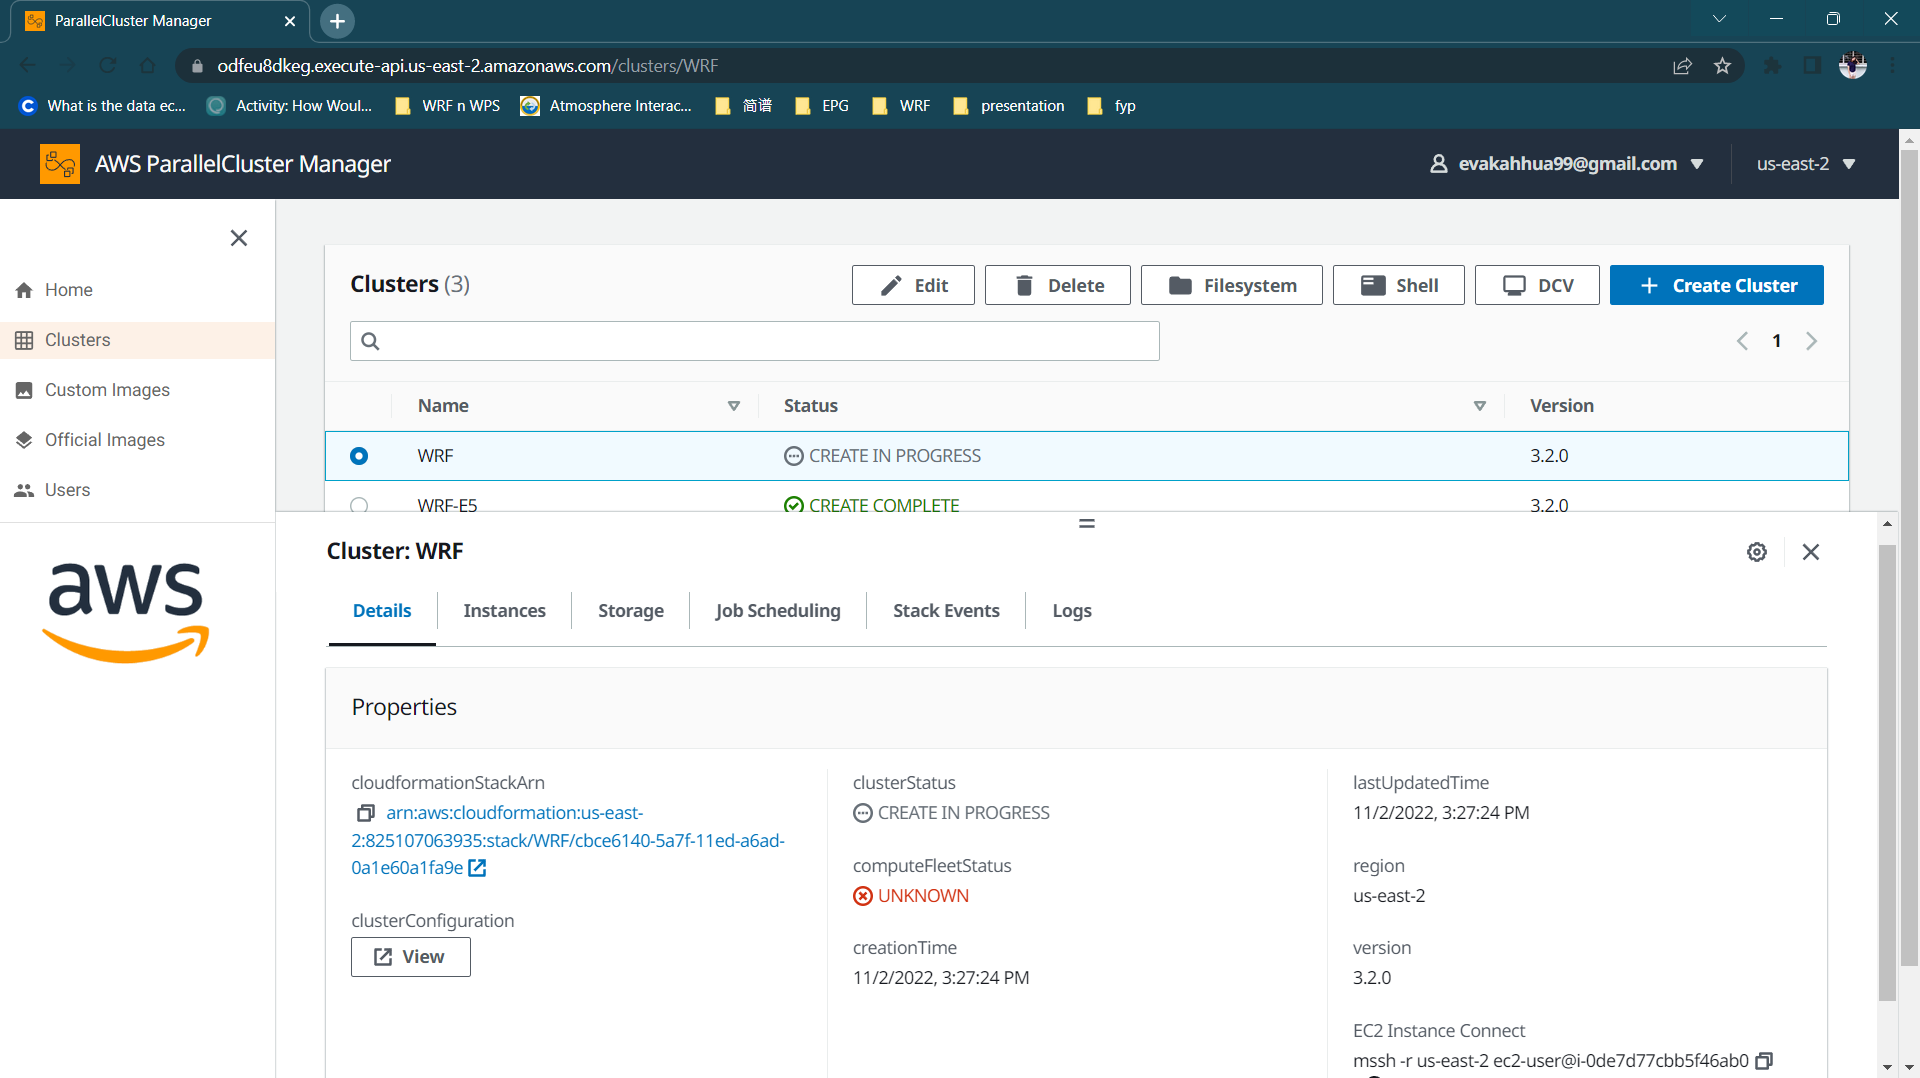 ParallelCluster Manager
odfeu8dkeg.execute-api.us-east-2.amazonaws.com/clusters/WRF
What is the data ec... Activity: How Woul... WRF n WPS Atmosphere Interac... 简谱 EPG WRF presentation fyp
AWS ParallelCluster Manager evakahhua99@gmail.com us-east-2
Home
Clusters
Custom Images
Official Images
Users
aws
Clusters (3) Edit Delete Filesystem Shell DCV Create Cluster
1
Name Status Version
WRF CREATE IN PROGRESS 3.2.0
WRF-E5 CREATE COMPLETE 3.2.0
Cluster: WRF
Details Instances Storage Job Scheduling Stack Events Logs
Properties
cloudformationStackArn
arn:aws:cloudformation:us-east-
2:825107063935:stack/WRF/cbce6140-5a7f-11ed-a6ad-
0a1e60a1fa9e
clusterConfiguration
View
clusterStatus
CREATE IN PROGRESS
computeFleetStatus
UNKNOWN
creationTime
11/2/2022, 3:27:24 PM
lastUpdatedTime
11/2/2022, 3:27:24 PM
region
us-east-2
version
3.2.0
EC2 Instance Connect
mssh -r us-east-2 ec2-user@i-0de7d77cbb5f46ab0